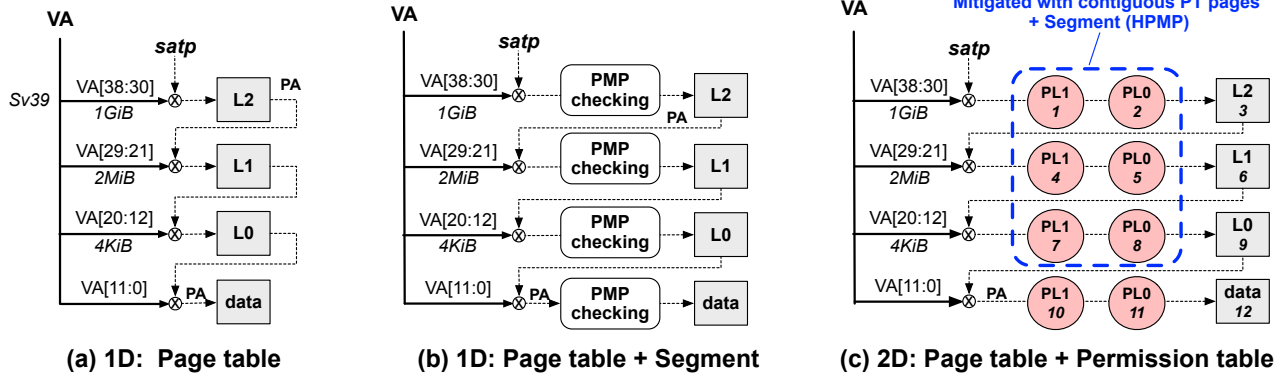 VA
satp
Sv39
VA[38:30]
1GiB
L2
PA
VA[29:21]
2MiB
L1
VA[20:12]
4KiB
L0
VA[11:0]
PA
data
(a) 1D: Page table
VA
satp
VA[38:30]
1GiB
PMP
checking
L2
PA
VA[29:21]
2MiB
PMP
checking
L1
VA[20:12]
4KiB
PMP
checking
L0
VA[11:0]
PA
PMP
checking
data
(b) 1D: Page table + Segment
Mitigated with contiguous PT pages
+ Segment (HPMP)
VA
satp
VA[38:30]
1GiB
PL1
1
PL0
2
L2
3
VA[29:21]
2MiB
PL1
4
PL0
5
L1
6
VA[20:12]
4KiB
PL1
7
PL0
8
L0
9
VA[11:0]
PA
PL1
10
PL0
11
data
12
(c) 2D: Page table + Permission table